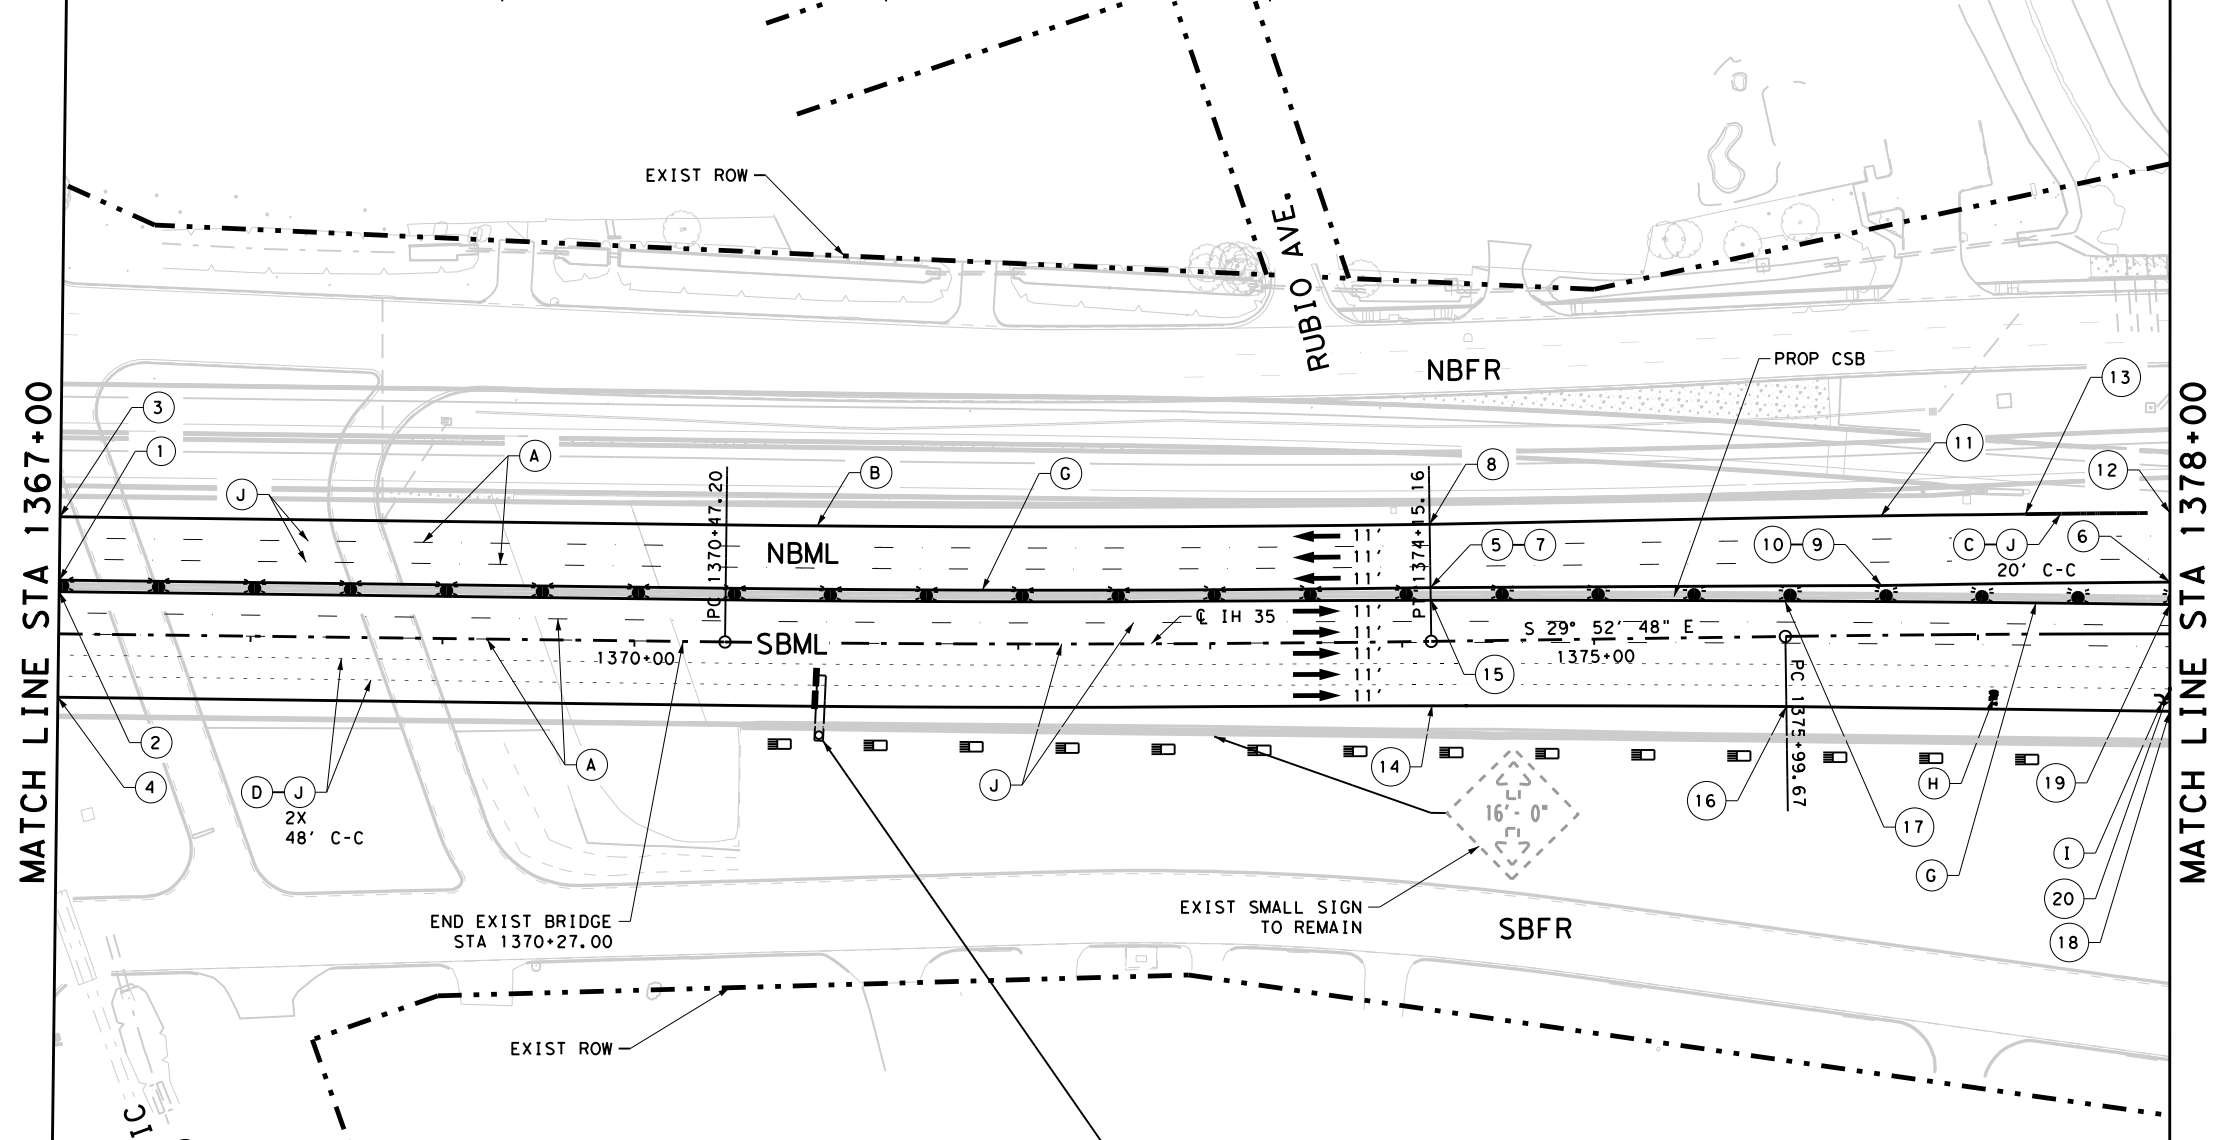 EXIST ROW
RUBIO AVE.
NBFR
PROP CSB
13
3
1
A
B
G
8
11
12
J
MATCH LINE STA 1367+00
MATCH LINE STA 1378+00
PC 1370+47.20
PT 1374+15.16
NBML
11'
11'
11'
5
7
10
9
C
J
6
20' C-C
℄ IH 35
11'
11'
11'
11'
11'
S 29° 52' 48" E
1370+00
SBML
1375+00
PC 1375+99.67
15
2
4
D
J
2X
48' C-C
A
J
14
16
H
19
17
16'- 0"
I
G
20
18
END EXIST BRIDGE
STA 1370+27.00
EXIST SMALL SIGN
TO REMAIN
SBFR
EXIST ROW
IC